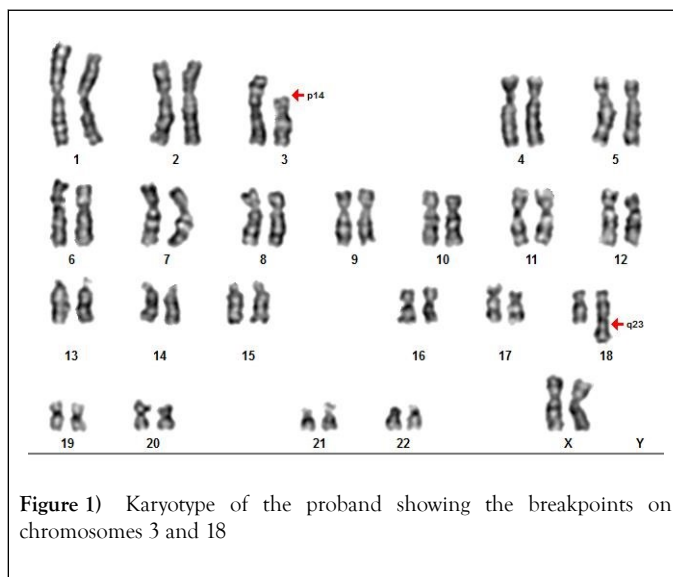 p14
1 2 3 4 5
6 7 8 9 10 11 12
q23
13 14 15 16 17 18
19 20 21 22 X Y
Figure 1) Karyotype of the proband showing the breakpoints on
chromosomes 3 and 18